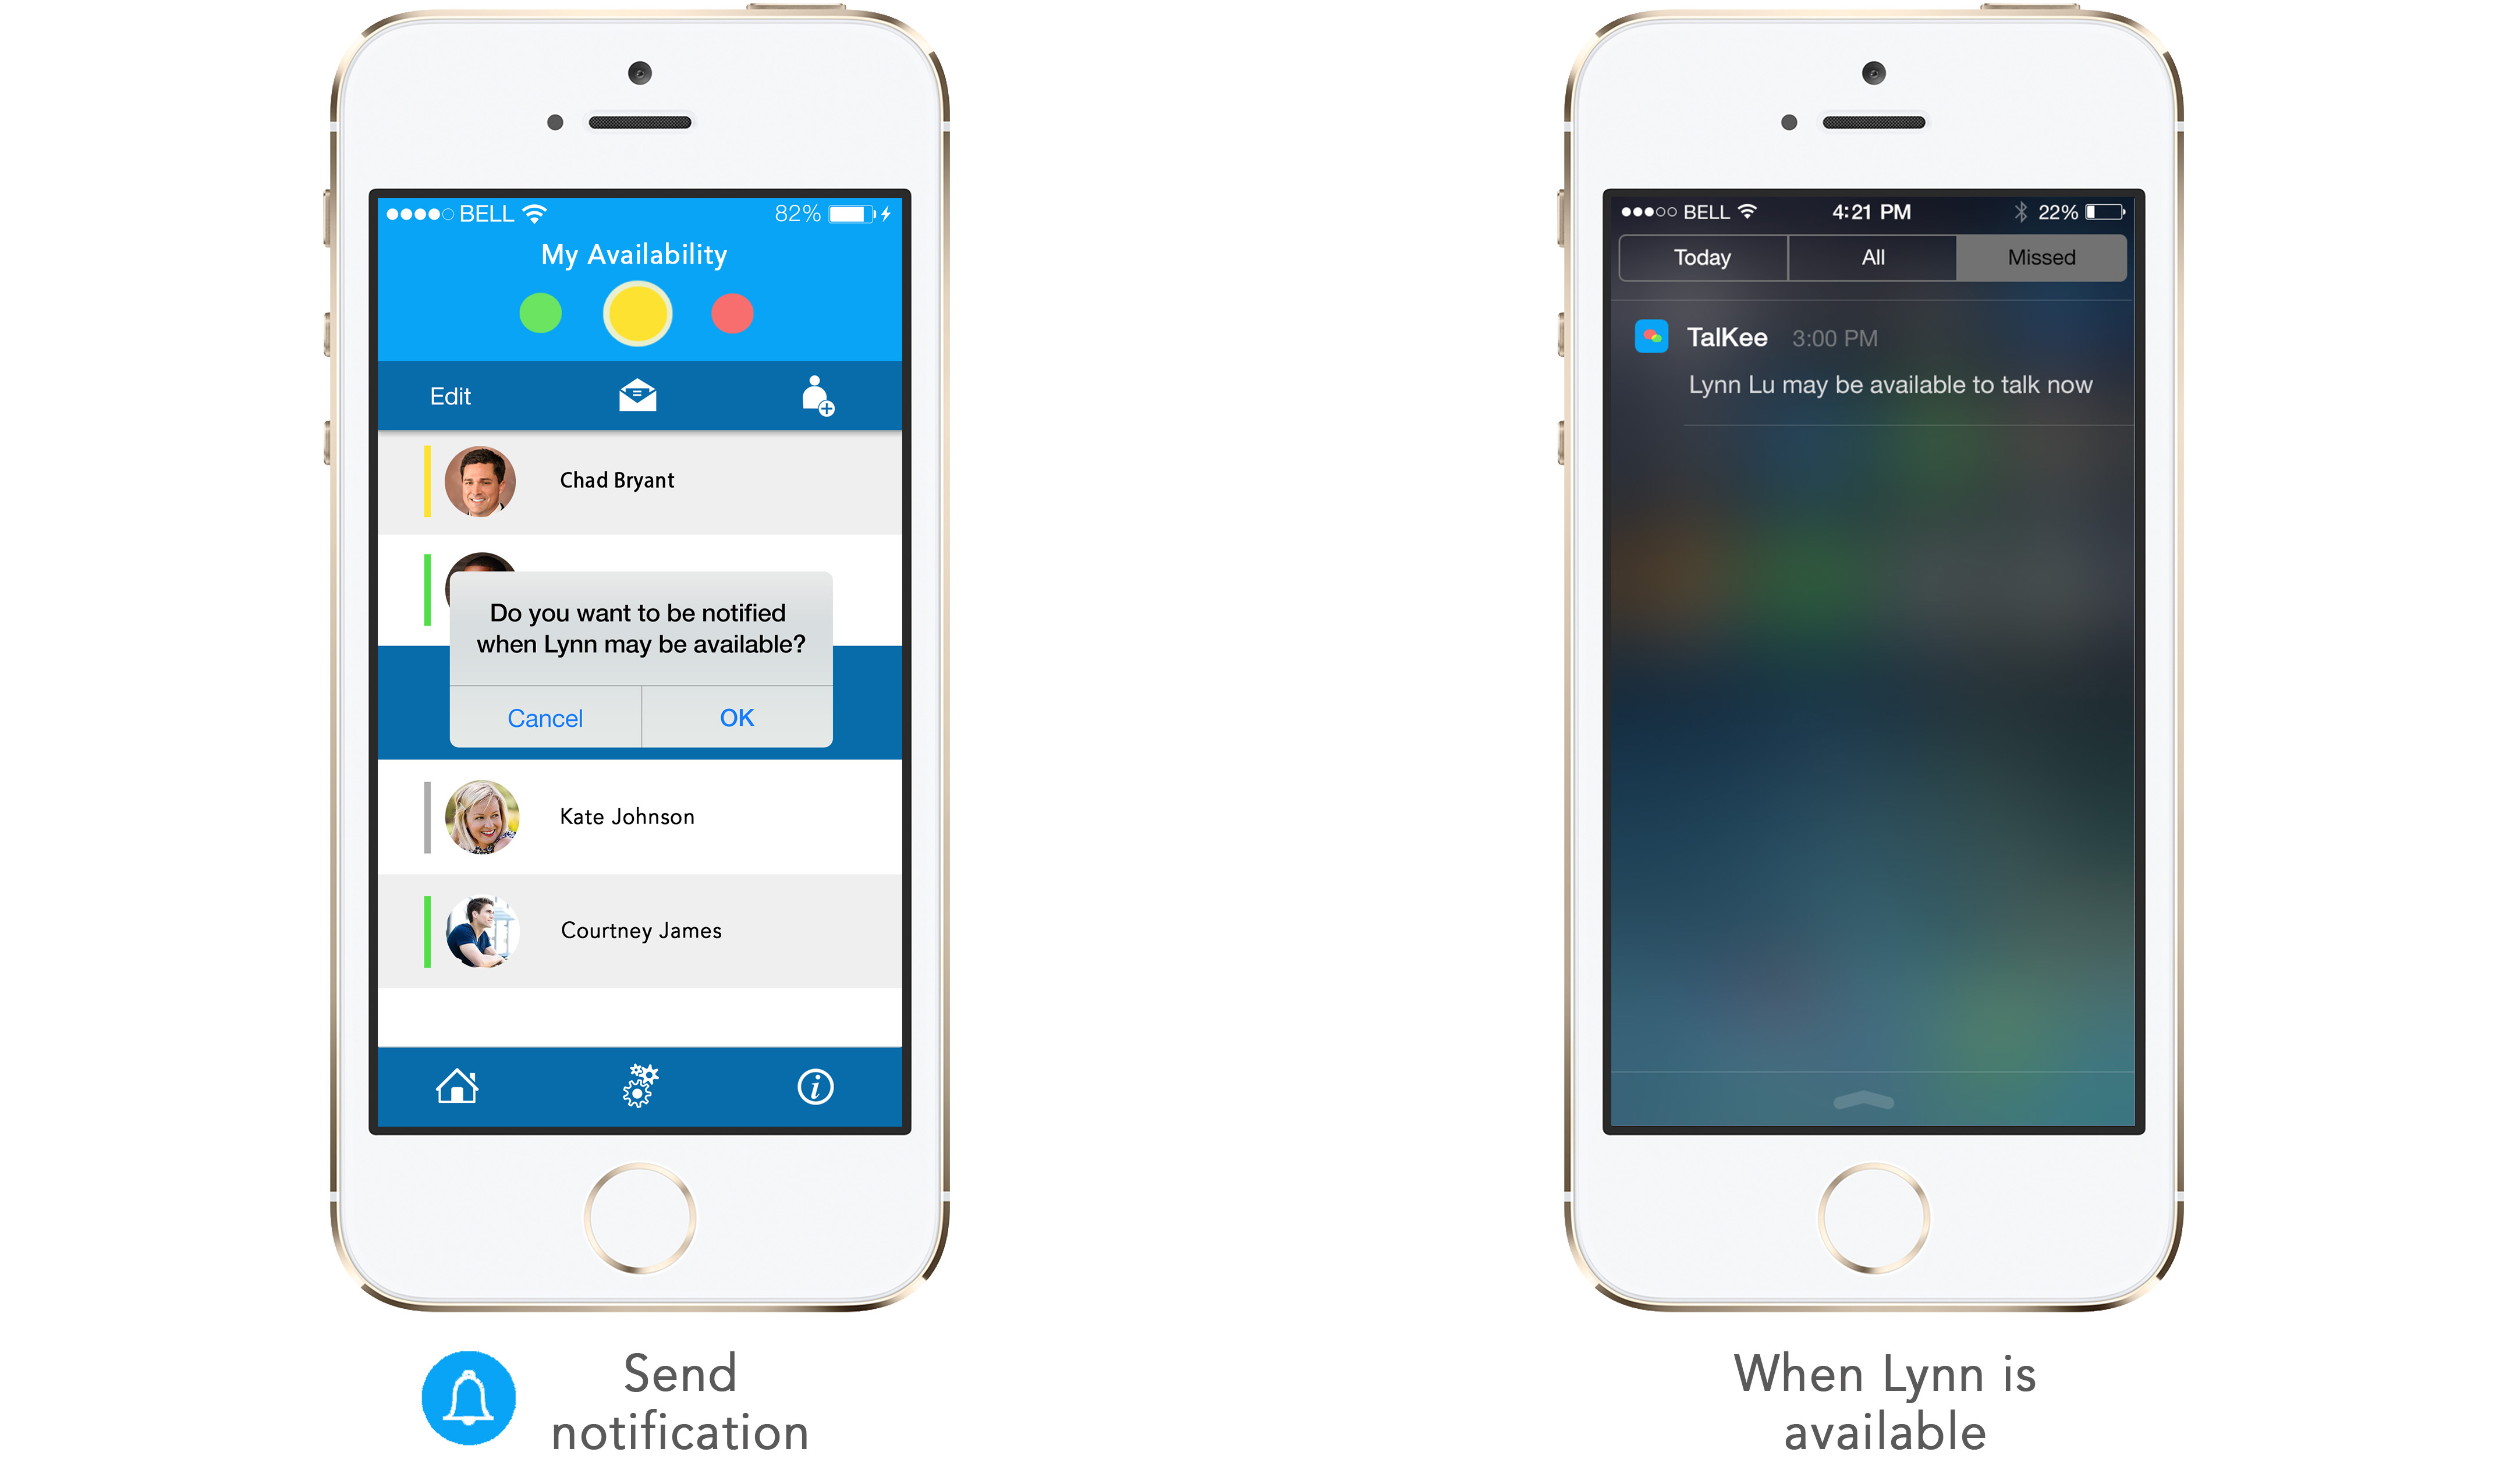 BELL 82%
My Availability
Edit
Chad Bryant
Do you want to be notified
when Lynn may be available?
Cancel OK
Kate Johnson
Courtney James
Send
notification
BELL 4:21 PM 22%
Today All Missed
TalKee 3:00 PM
Lynn Lu may be available to talk now
When Lynn is
available